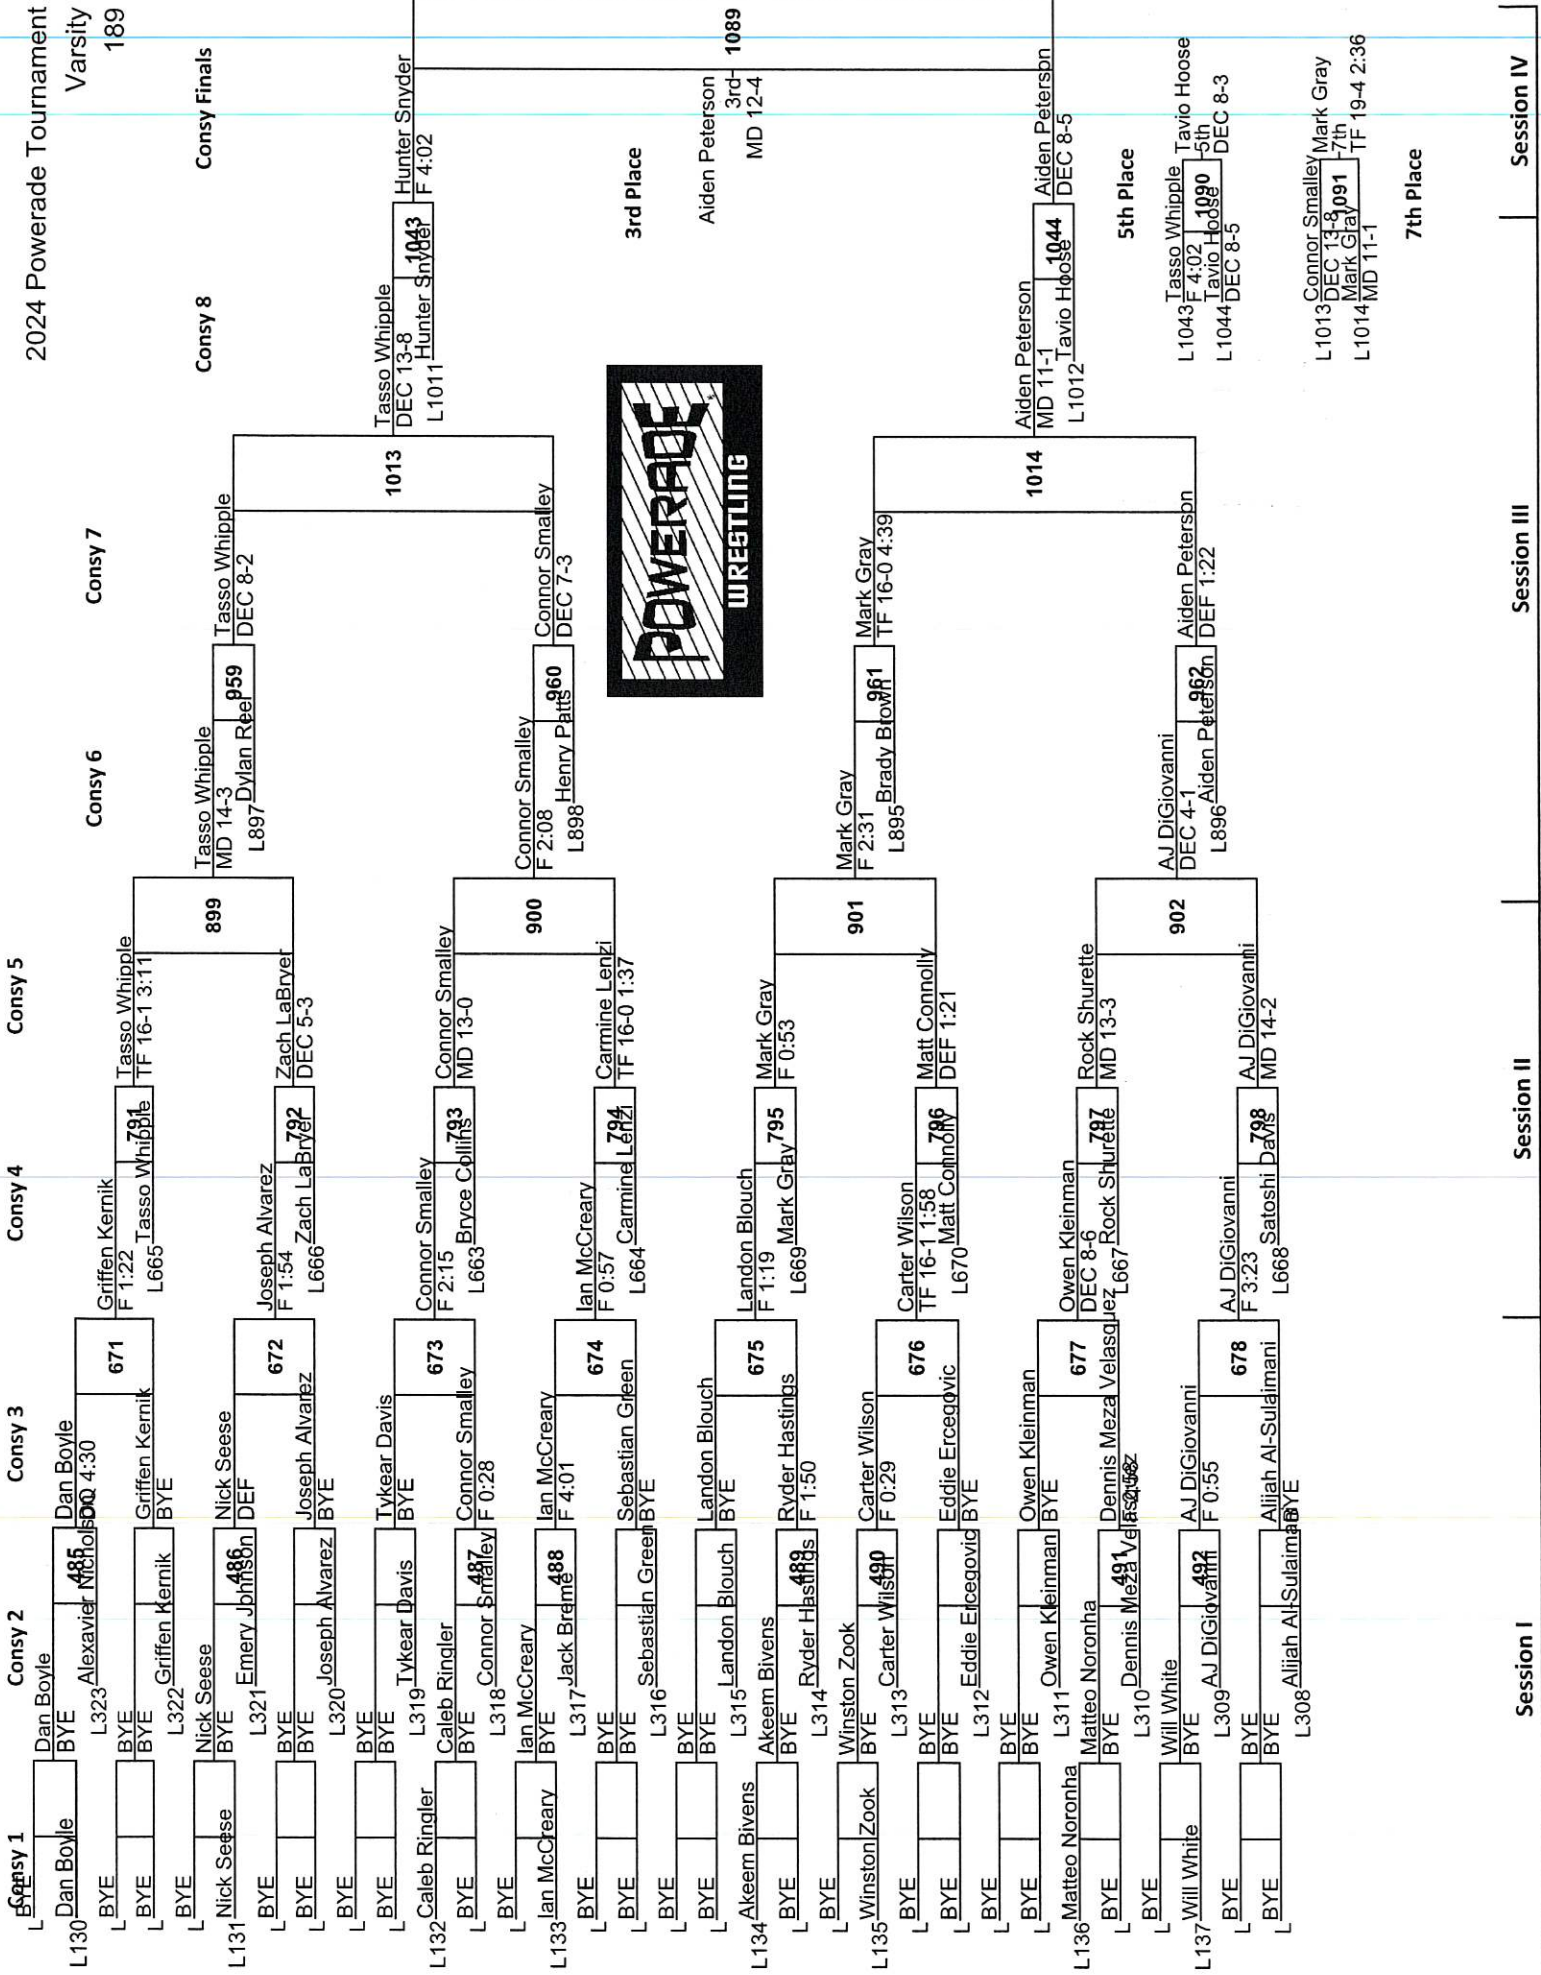 2024 Powerade Tournament
Varsity
189
Consy 1
Consy 2
Consy 3
Consy 4
Consy 5
Consy 6
Consy 7
Consy 8
Consy Finals
L BYE
L130 Dan Boyle
Dan Boyle
BYE
L323 Alexavier Nicholson
485
Dan Boyle
DQ 4:30
L BYE
L BYE
BYE
BYE
L322 Griffen Kernik
Griffen Kernik
BYE
671
Griffen Kernik
F 1:22
L665 Tasso Whipple
791
Tasso Whipple
TF 16-1 3:11
L BYE
L131 Nick Seese
Nick Seese
BYE
L321 Emery Johnson
486
Nick Seese
DEF
L BYE
L BYE
BYE
BYE
L320 Joseph Alvarez
Joseph Alvarez
BYE
672
Joseph Alvarez
F 1:54
L666 Zach LaBryer
792
Zach LaBryer
DEC 5-3
899
Tasso Whipple
MD 14-3
L897 Dylan Reel
959
Tasso Whipple
DEC 8-2
L BYE
L BYE
BYE
BYE
L319 Tykear Davis
Tykear Davis
BYE
L132 Caleb Ringler
L BYE
Caleb Ringler
BYE
L318 Connor Smalley
487
Connor Smalley
F 0:28
673
Connor Smalley
F 2:15
L663 Bryce Collins
793
Connor Smalley
MD 13-0
L BYE
L133 Ian McCreary
Ian McCreary
BYE
L317 Jack Breme
488
Ian McCreary
F 4:01
L BYE
L BYE
BYE
BYE
L316 Sebastian Green
Sebastian Green
BYE
674
Ian McCreary
F 0:57
L664 Carmine Lenzi
794
Carmine Lenzi
TF 16-0 1:37
900
Connor Smalley
F 2:08
L898 Henry Patts
960
Connor Smalley
DEC 7-3
1013
Tasso Whipple
DEC 13-8
L1011 Hunter Snyder
1043
Hunter Snyder
F 4:02
3rd Place
POWERADE
WRESTLING
Aiden Peterson
3rd
MD 12-4
1089
L BYE
L BYE
BYE
BYE
L315 Landon Blouch
Landon Blouch
BYE
L134 Akeem Bivens
L BYE
Akeem Bivens
BYE
L314 Ryder Hastings
489
Ryder Hastings
F 1:50
675
Landon Blouch
F 1:19
L669 Mark Gray
795
Mark Gray
F 0:53
L BYE
L135 Winston Zook
Winston Zook
BYE
L313 Carter Wilson
490
Carter Wilson
F 0:29
L BYE
L BYE
BYE
BYE
L312 Eddie Ercegovic
Eddie Ercegovic
BYE
676
Carter Wilson
TF 16-1 1:58
L670 Matt Connolly
796
Matt Connolly
DEF 1:21
901
Mark Gray
F 2:31
L895 Brady Brown
961
Mark Gray
TF 16-0 4:39
L BYE
L BYE
BYE
BYE
L311 Owen Kleinman
Owen Kleinman
BYE
L136 Matteo Noronha
L BYE
Matteo Noronha
BYE
L310 Dennis Meza Velasquez
491
Dennis Meza Velasquez
677
Owen Kleinman
DEC 8-6
L667 Rock Shurette
797
Rock Shurette
MD 13-3
L BYE
L137 Will White
Will White
BYE
L309 AJ DiGiovanni
492
AJ DiGiovanni
F 0:55
L BYE
L BYE
BYE
BYE
L308 Alijah Al-Sulaimani
Alijah Al-Sulaimani
BYE
678
AJ DiGiovanni
F 3:23
L668 Satoshi Davis
798
AJ DiGiovanni
MD 14-2
902
AJ DiGiovanni
DEC 4-1
L896 Aiden Peterson
962
Aiden Peterson
DEF 1:22
1014
Aiden Peterson
MD 11-1
L1012 Tavio Hoose
1044
Aiden Peterson
DEC 8-5
5th Place
L1043 Tasso Whipple
F 4:02
L1044 Tavio Hoose
DEC 8-5
1090
Tavio Hoose
5th
DEC 8-3
L1013 Connor Smalley
DEC 13-8
L1014 Mark Gray
MD 11-1
1091
Mark Gray
7th
TF 19-4 2:36
7th Place
Session I
Session II
Session III
Session IV